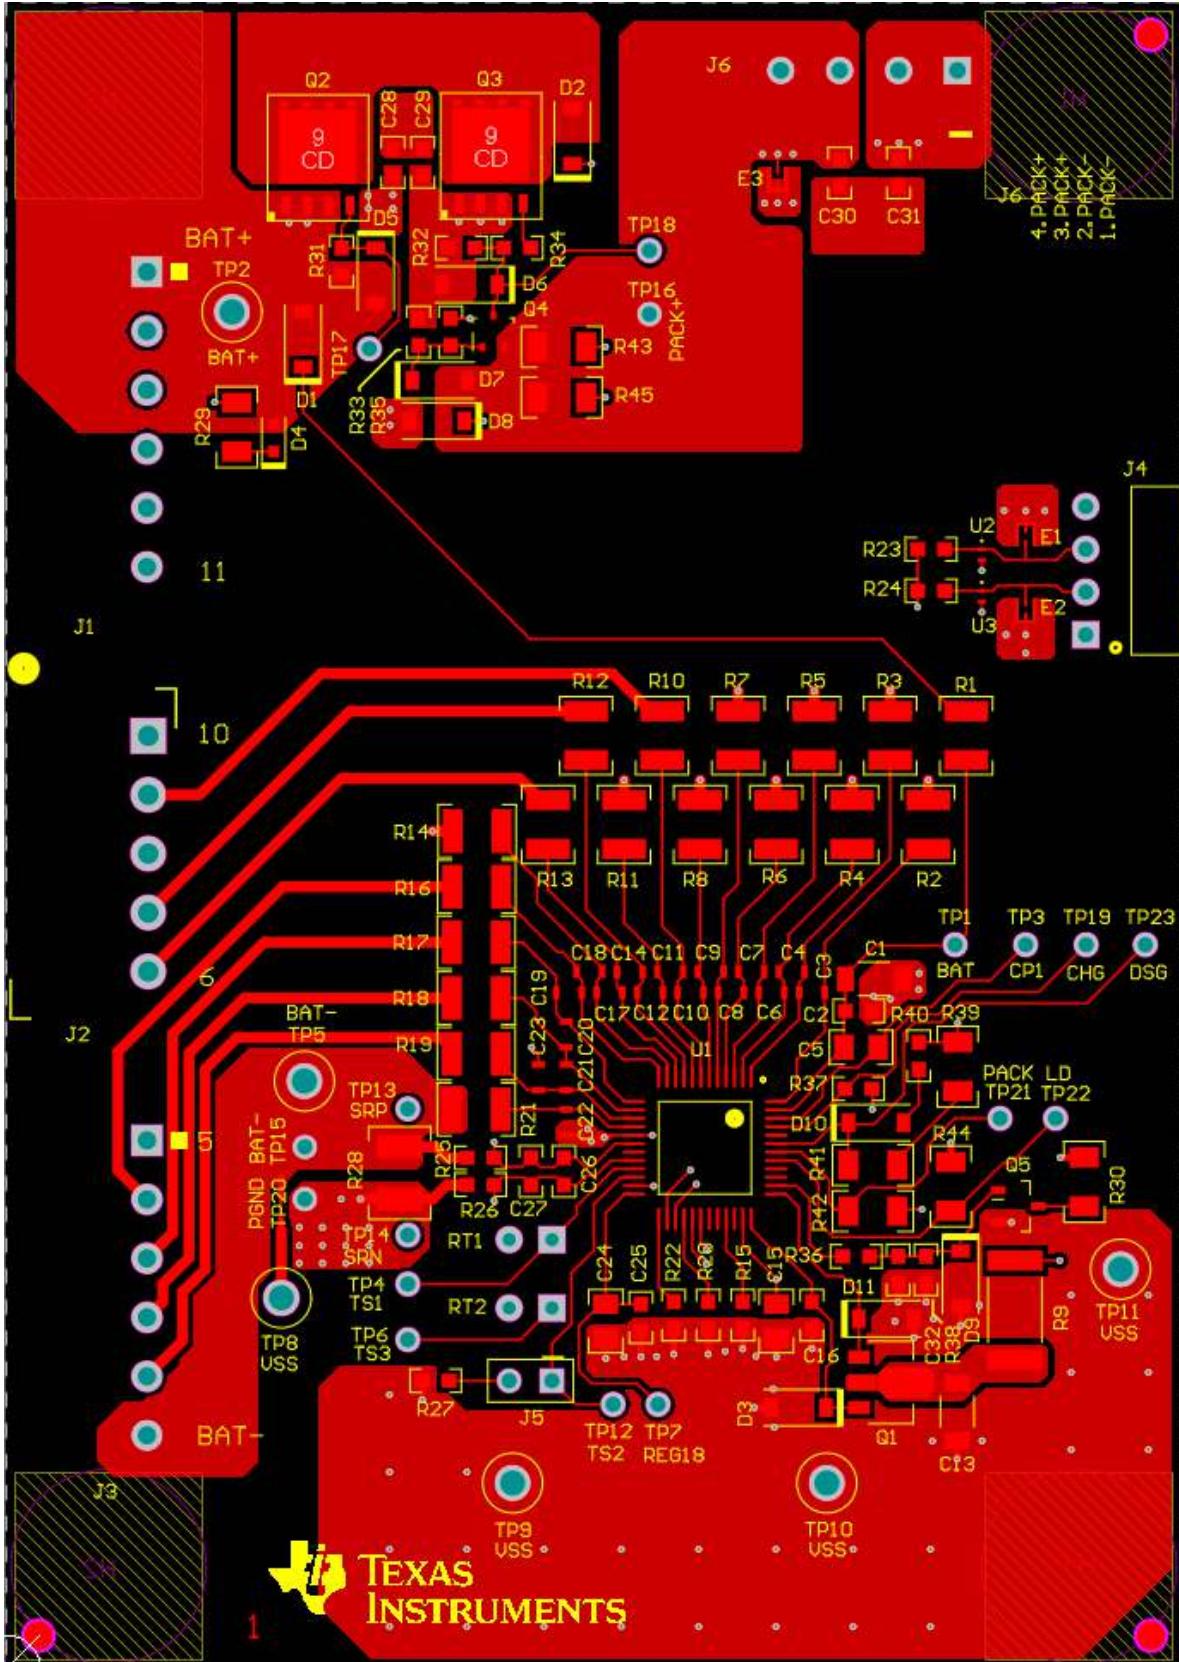 Q2
Q3
D2
J6
C28
C29
9
CD
9
CD
E3
C30
C31
J6
4.PACK+
3.PACK+
2.PACK-
1.PACK-
D5
BAT+
R31
R32
R34
TP18
TP2
D6
TP16
PACK+
Q4
BAT+
TP17
R43
D1
R33
R35
D7
R45
R29
D4
D8
J4
U2
E1
R23
11
R24
U3
E2
J1
R12
R10
R7
R5
R3
R1
10
R14
R13
R11
R8
R6
R4
R2
R16
R17
TP1
TP3
TP19
TP23
BAT
CP1
CHG
DSG
C18
C14
C11
C9
C7
C4
C3
C1
6
R18
C19
C17
C12
C10
C8
C6
C2
R40
R39
J2
BAT-
TP5
R19
C23
C20
U1
C5
TP13
SRP
C21
R37
PACK
LD
TP21
TP22
R21
C22
D10
5
BAT-
TP15
R28
R25
C26
R41
R44
PGND
TP20
R26
C27
R42
Q5
R30
TP14
SRN
RT1
R36
TP4
TS1
C24
C25
R22
R20
R15
C15
D11
TP8
VSS
RT2
TP11
VSS
TP6
TS3
C16
C32
R38
D9
R9
R27
J5
TP12
TS2
TP7
REG18
D3
Q1
BAT-
C13
J3
TP9
VSS
TP10
VSS
TEXAS
INSTRUMENTS
1